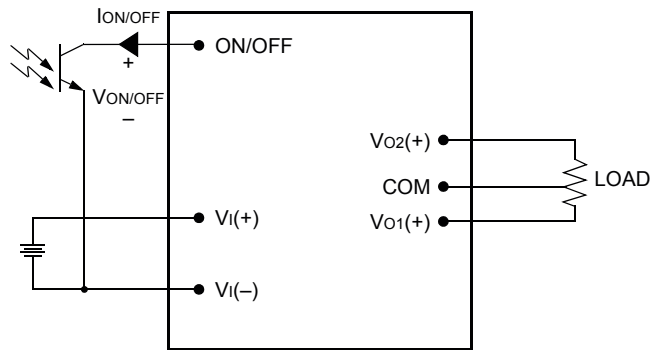 ION/OFF
ON/OFF
+
VON/OFF
–
VO2(+)
COM
LOAD
VO1(+)
VI(+)
VI(–)